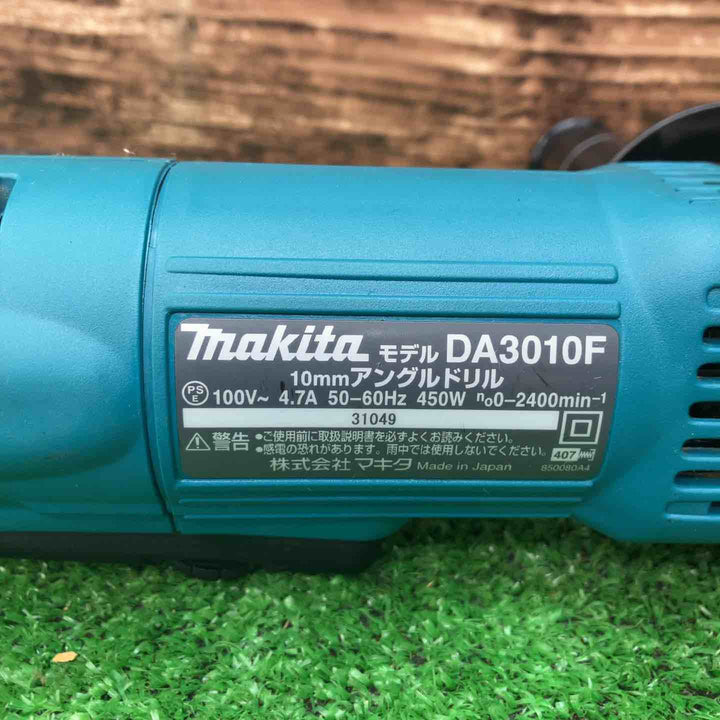 makita モデル DA3010F
10mmアングルドリル
PS E 100V~ 4.7A 50-60Hz 450W n₀0-2400min⁻¹
31049
警告 •ご使用前に取扱説明書を必ずよくお読みください。
•感電の恐れがあります。雨中では使用しないでください。 407
株式会社 マキタ Made in Japan 850080A4